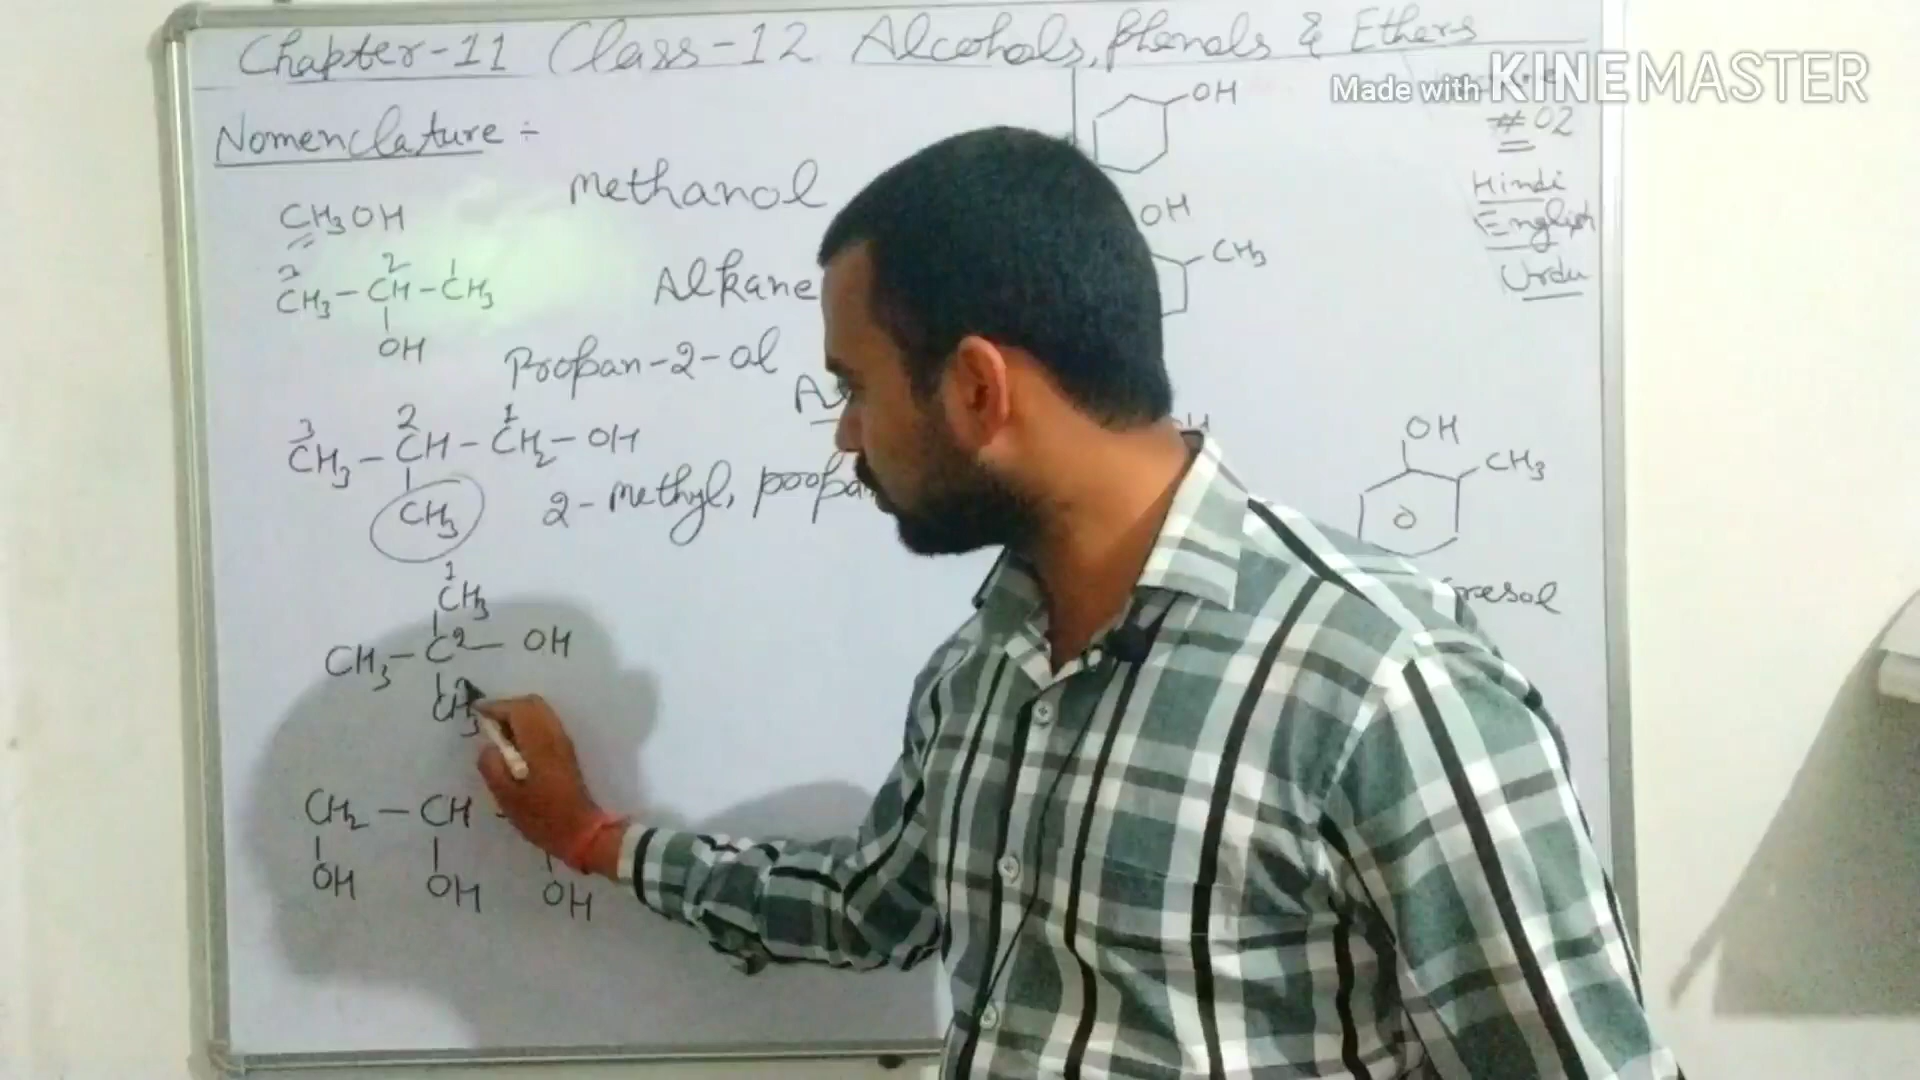 Chapter-11 Class-12 Alcohols, Phenols & Ethers
Made with KINEMASTER
Nomenclature :-
# 02
Hindi
English
Urdu
CH3OH
methanol
3 2 1
CH3 - CH - CH3
OH
Alkane
Propan-2-ol
3 2 1
CH3 - CH - CH2 - OH
CH3
2-methyl, propan
1
CH3
CH3 - C 2 - OH
CH3
CH2 - CH -
OH OH OH
OH
OH
CH3
OH
CH3